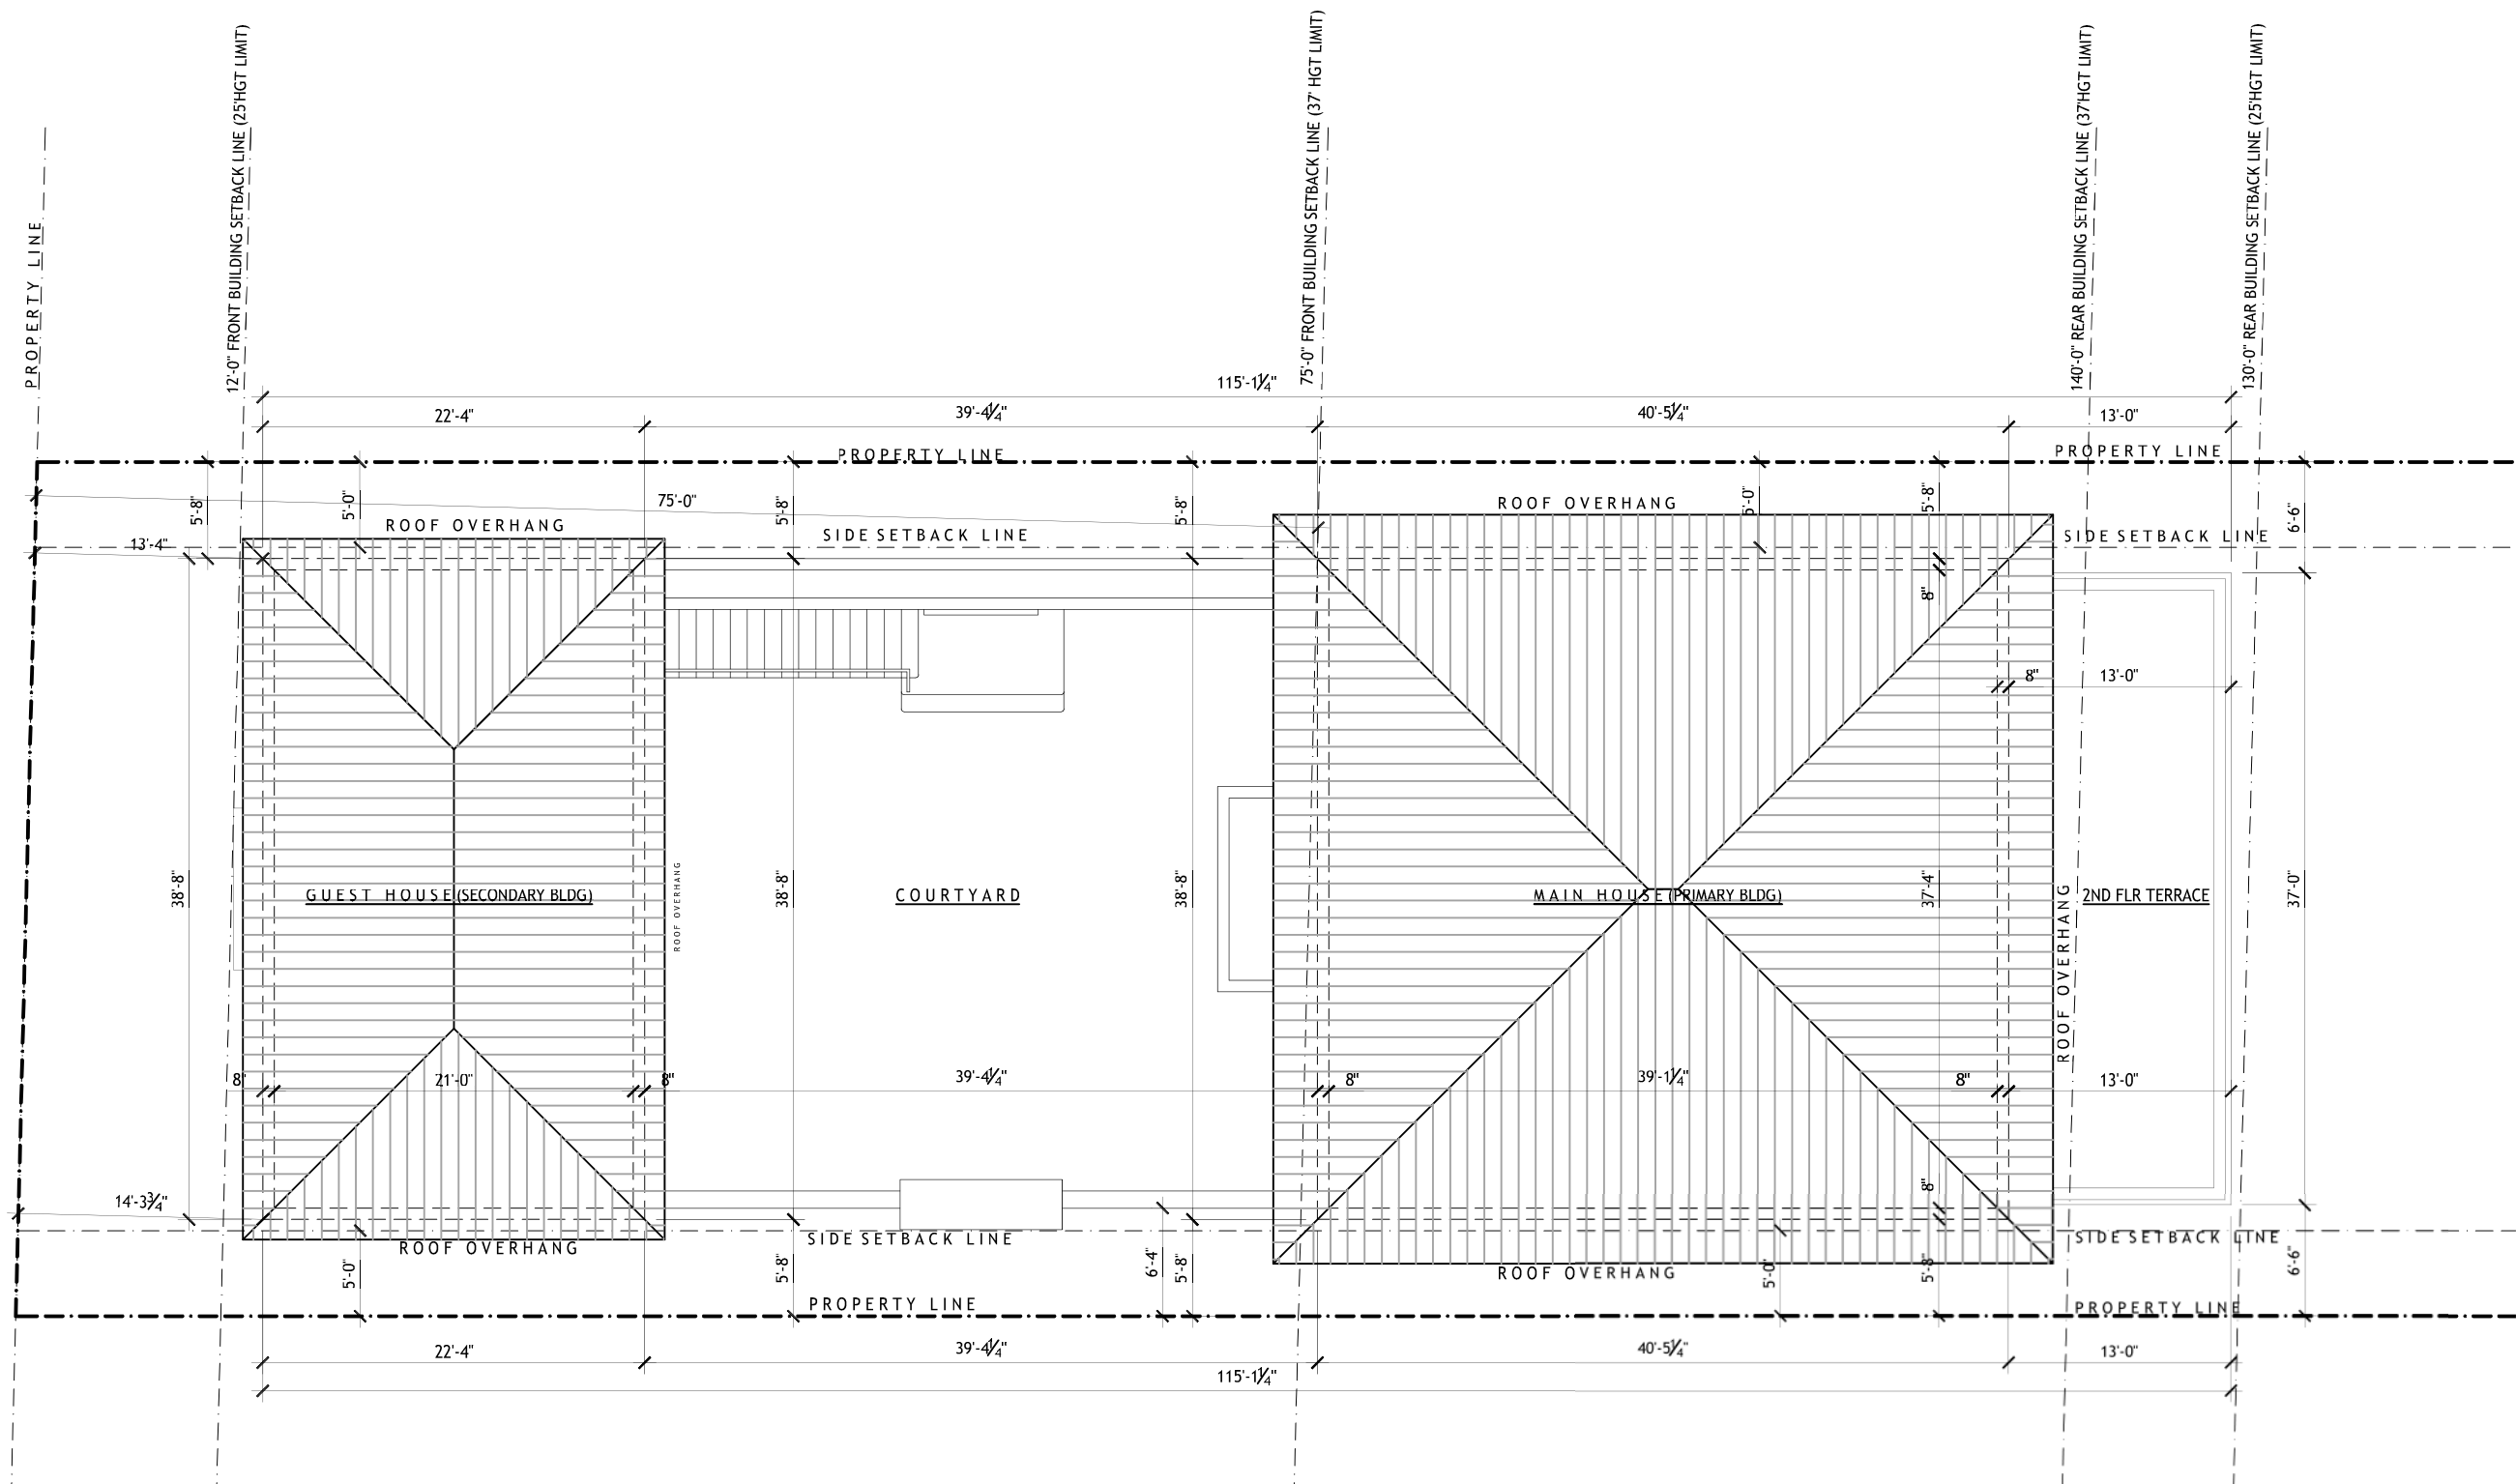 12'-0" FRONT BUILDING SETBACK LINE (25'HGT LIMIT)
75'-0" FRONT BUILDING SETBACK LINE (37' HGT LIMIT)
140'-0" REAR BUILDING SETBACK LINE (37'HGT LIMIT)
130'-0" REAR BUILDING SETBACK LINE (25'HGT LIMIT)
PROPERTY LINE
115'-1¼"
22'-4"
39'-4¼"
40'-5¼"
13'-0"
PROPERTY LINE
PROPERTY LINE
5'-8"
5'-0"
75'-0"
5'-8"
5'-8"
5'-0"
5'-8"
6'-6"
ROOF OVERHANG
ROOF OVERHANG
SIDE SETBACK LINE
SIDE SETBACK LINE
13'-4"
8"
8"
13'-0"
38'-8"
GUEST HOUSE (SECONDARY BLDG)
ROOF OVERHANG
38'-8"
COURTYARD
38'-8"
MAIN HOUSE (PRIMARY BLDG)
37'-4"
ROOF OVERHANG
2ND FLR TERRACE
37'-0"
8"
21'-0"
8"
39'-4¼"
8"
39'-1¼"
8"
13'-0"
14'-3¾"
8"
ROOF OVERHANG
SIDE SETBACK LINE
SIDE SETBACK LINE
5'-0"
5'-8"
6'-4"
5'-8"
ROOF OVERHANG
5'-0"
5'-8"
6'-6"
PROPERTY LINE
PROPERTY LINE
22'-4"
39'-4¼"
40'-5¼"
13'-0"
115'-1¼"